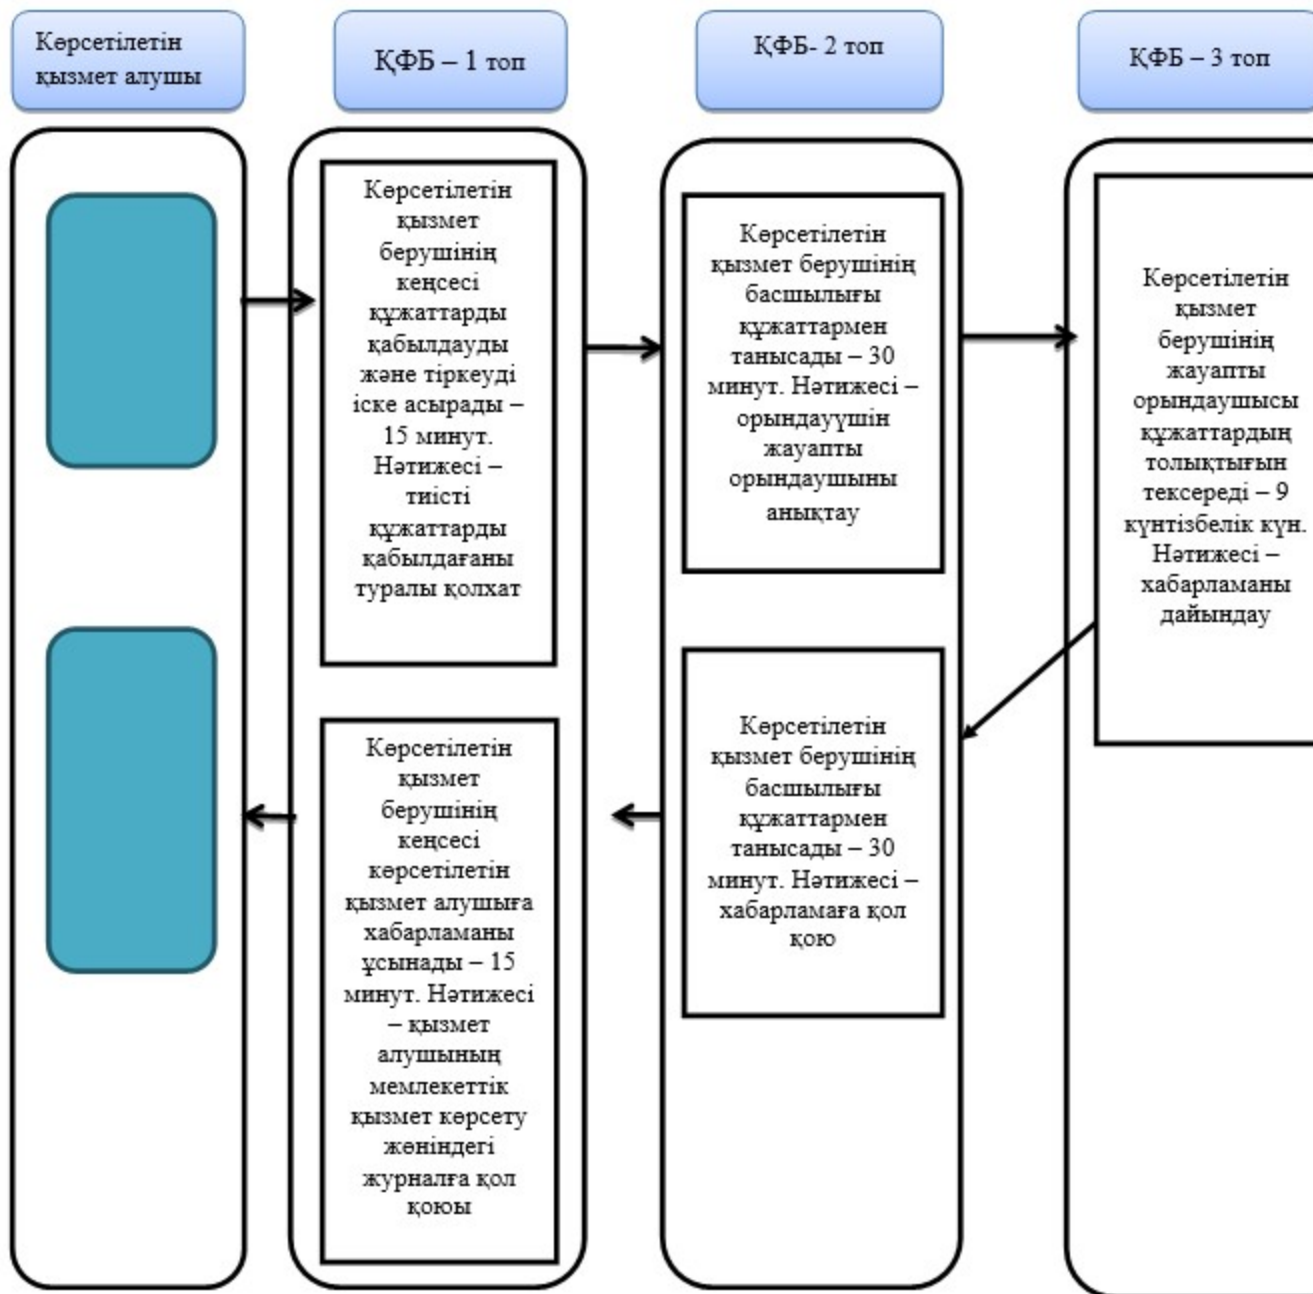 Көрсетілетін
қызмет алушы
ҚФБ – 1 топ
ҚФБ- 2 топ
ҚФБ – 3 топ
Көрсетілетін
қызмет
берушінің
кеңсесі
құжаттарды
қабылдауды
және тіркеуді
іске асырады –
15 минут.
Нәтижесі –
тиісті
құжаттарды
қабылдағаны
туралы қолхат
Көрсетілетін
қызмет берушінің
басшылығы
құжаттармен
танысады – 30
минут. Нәтижесі –
орындауүшін
жауапты
орындаушыны
анықтау
Көрсетілетін
қызмет
берушінің
жауапты
орындаушысы
құжаттардың
толықтығын
тексереді – 9
күнтізбелік күн.
Нәтижесі –
хабарламаны
дайындау
Көрсетілетін
қызмет берушінің
басшылығы
құжаттармен
танысады – 30
минут. Нәтижесі –
хабарламаға қол
қою
Көрсетілетін
қызмет
берушінің
кеңсесі
көрсетілетін
қызмет алушыға
хабарламаны
ұсынады – 15
минут. Нәтижесі
– қызмет
алушының
мемлекеттік
қызмет көрсету
жөніндегі
журналға қол
қоюы